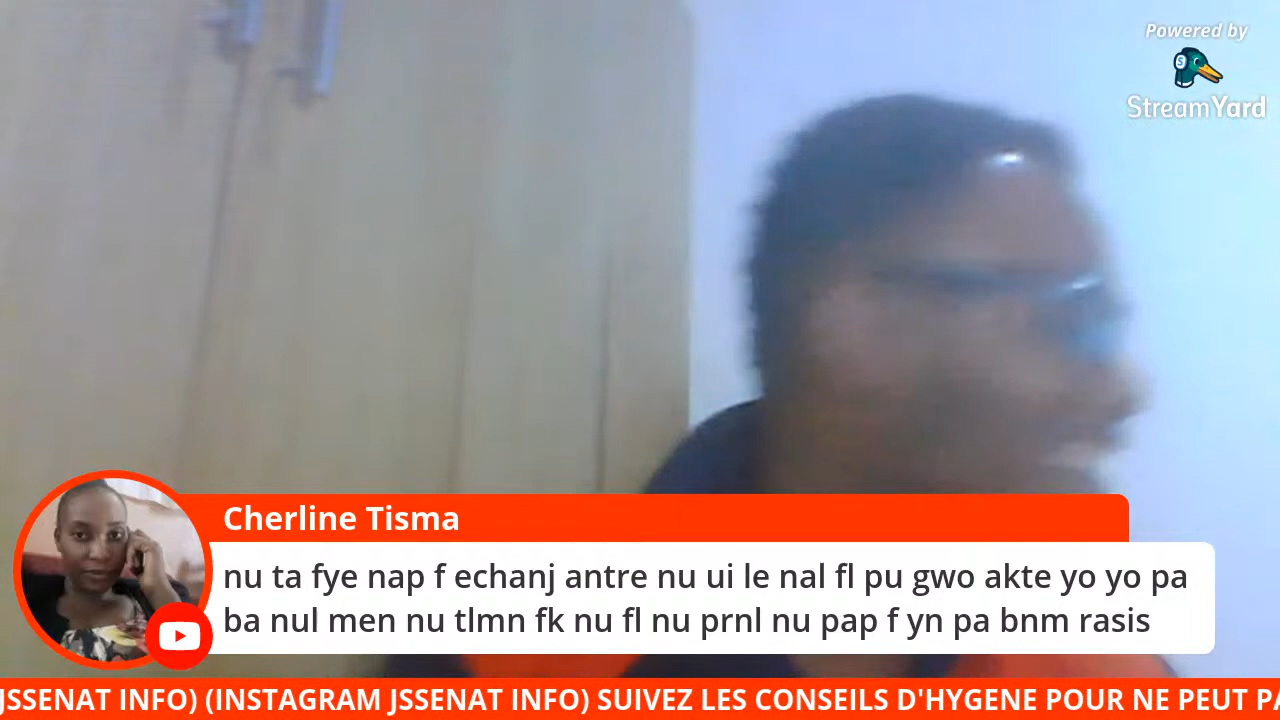 Powered by
StreamYard
Cherline Tisma
nu ta fye nap f echanj antre nu ui le nal fl pu gwo akte yo yo pa
ba nul men nu tlmn fk nu fl nu prnl nu pap f yn pa bnm rasis
JSSENAT INFO) (INSTAGRAM JSSENAT INFO) SUIVEZ LES CONSEILS D'HYGENE POUR NE PEUT